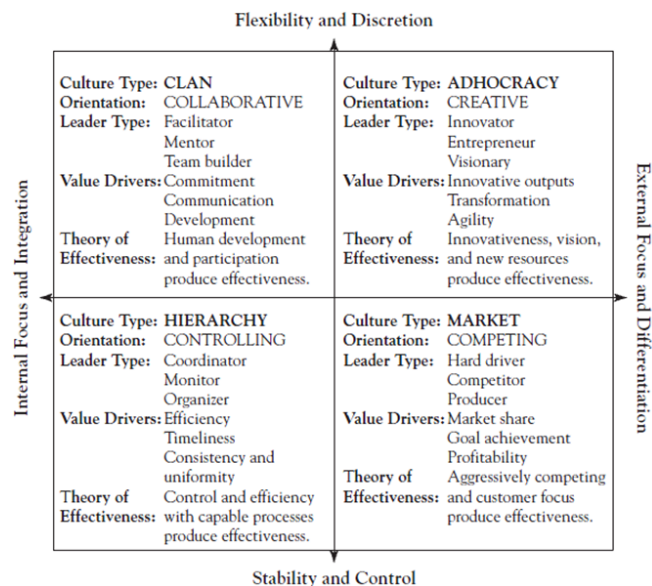 Flexibility and Discretion
Internal Focus and Integration
Culture Type: CLAN
Orientation: COLLABORATIVE
Leader Type: Facilitator
Mentor
Team builder
Value Drivers: Commitment
Communication
Development
Theory of Human development
Effectiveness: and participation
produce effectiveness.
Culture Type: ADHOCRACY
Orientation: CREATIVE
Leader Type: Innovator
Entrepreneur
Visionary
Value Drivers: Innovative outputs
Transformation
Agility
Theory of Innovativeness, vision,
Effectiveness: and new resources
produce effectiveness.
Culture Type: HIERARCHY
Orientation: CONTROLLING
Leader Type: Coordinator
Monitor
Organizer
Value Drivers: Efficiency
Timeliness
Consistency and
uniformity
Theory of Control and efficiency
Effectiveness: with capable processes
produce effectiveness.
Culture Type: MARKET
Orientation: COMPETING
Leader Type: Hard driver
Competitor
Producer
Value Drivers: Market share
Goal achievement
Profitability
Theory of Aggressively competing
Effectiveness: and customer focus
produce effectiveness.
External Focus and Differentiation
Stability and Control